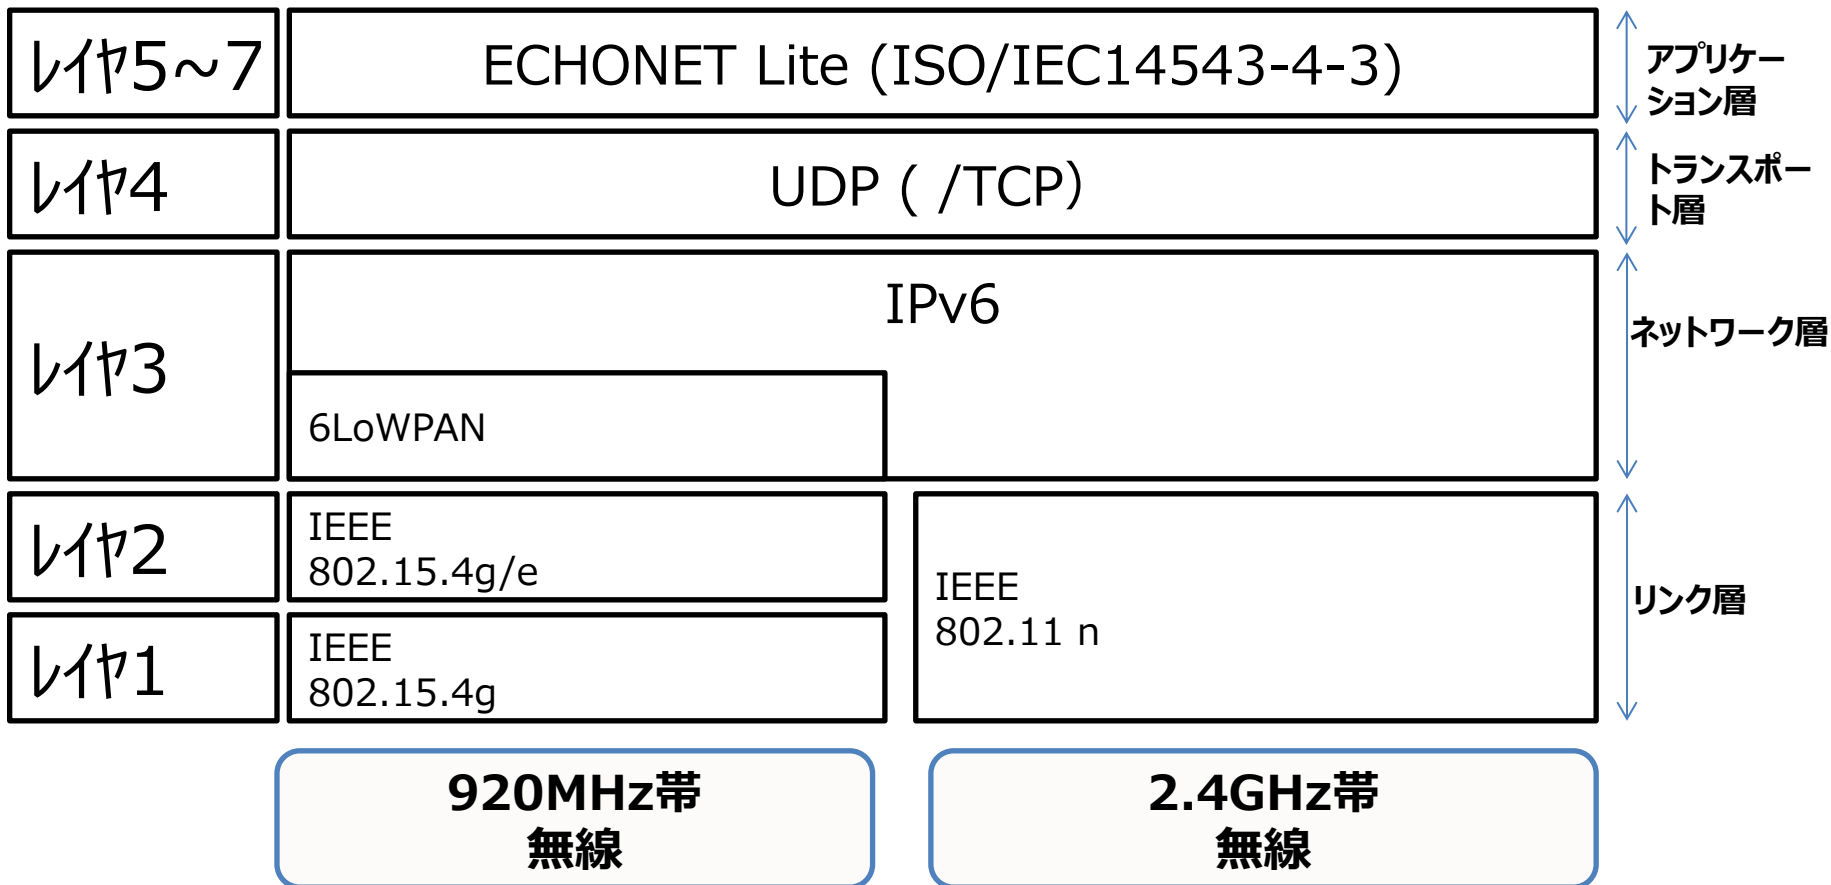 ﾚｲﾔ5~7
ECHONET Lite (ISO/IEC14543-4-3)
アプリケー
ション層
ﾚｲﾔ4
UDP ( /TCP）
トランスポー
ト層
ﾚｲﾔ3
IPv6
ネットワーク層
6LoWPAN
ﾚｲﾔ2
IEEE
802.15.4g/e
IEEE
802.11 n
リンク層
ﾚｲﾔ1
IEEE
802.15.4g
920MHz帯
無線
2.4GHz帯
無線